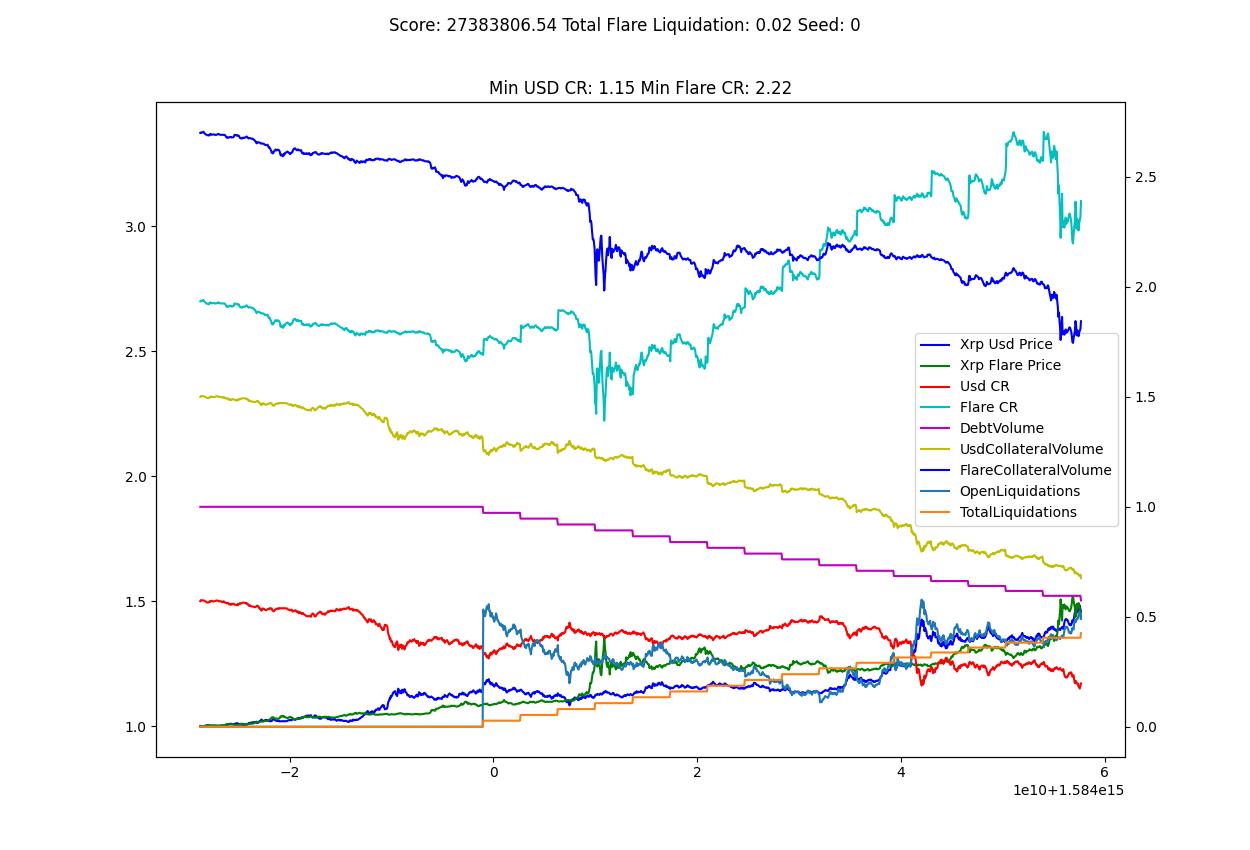 Score: 27383806.54 Total Flare Liquidation: 0.02 Seed: 0
Min USD CR: 1.15 Min Flare CR: 2.22
3.0
2.5
2.0
1.5
1.0
2.5
2.0
1.5
1.0
0.5
0.0
Xrp Usd Price
Xrp Flare Price
Usd CR
Flare CR
DebtVolume
UsdCollateralVolume
FlareCollateralVolume
OpenLiquidations
TotalLiquidations
−2 0 2 4 6
1e10+1.584e15